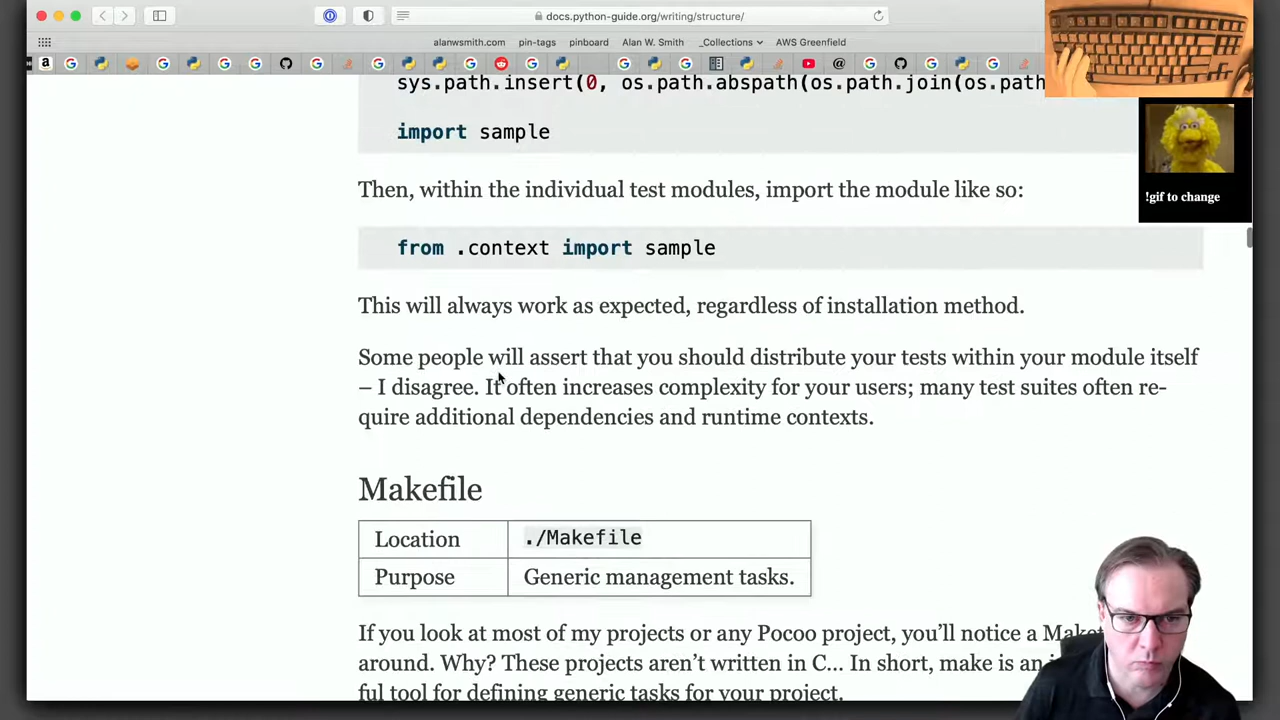 docs.python-guide.org/writing/structure/
alanwsmith.com pin-tags pinboard Alan W. Smith _Collections AWS Greenfield
sys.path.insert(0, os.path.abspath(os.path.join(os.path
import sample
!gif to change
Then, within the individual test modules, import the module like so:
from .context import sample
This will always work as expected, regardless of installation method.
Some people will assert that you should distribute your tests within your module itself
– I disagree. It often increases complexity for your users; many test suites often re-
quire additional dependencies and runtime contexts.
Makefile
Location ./Makefile
Purpose Generic management tasks.
If you look at most of my projects or any Pocoo project, you’ll notice a
around. Why? These projects aren’t written in C… In short, make is an
ful tool for defining generic tasks for your project.